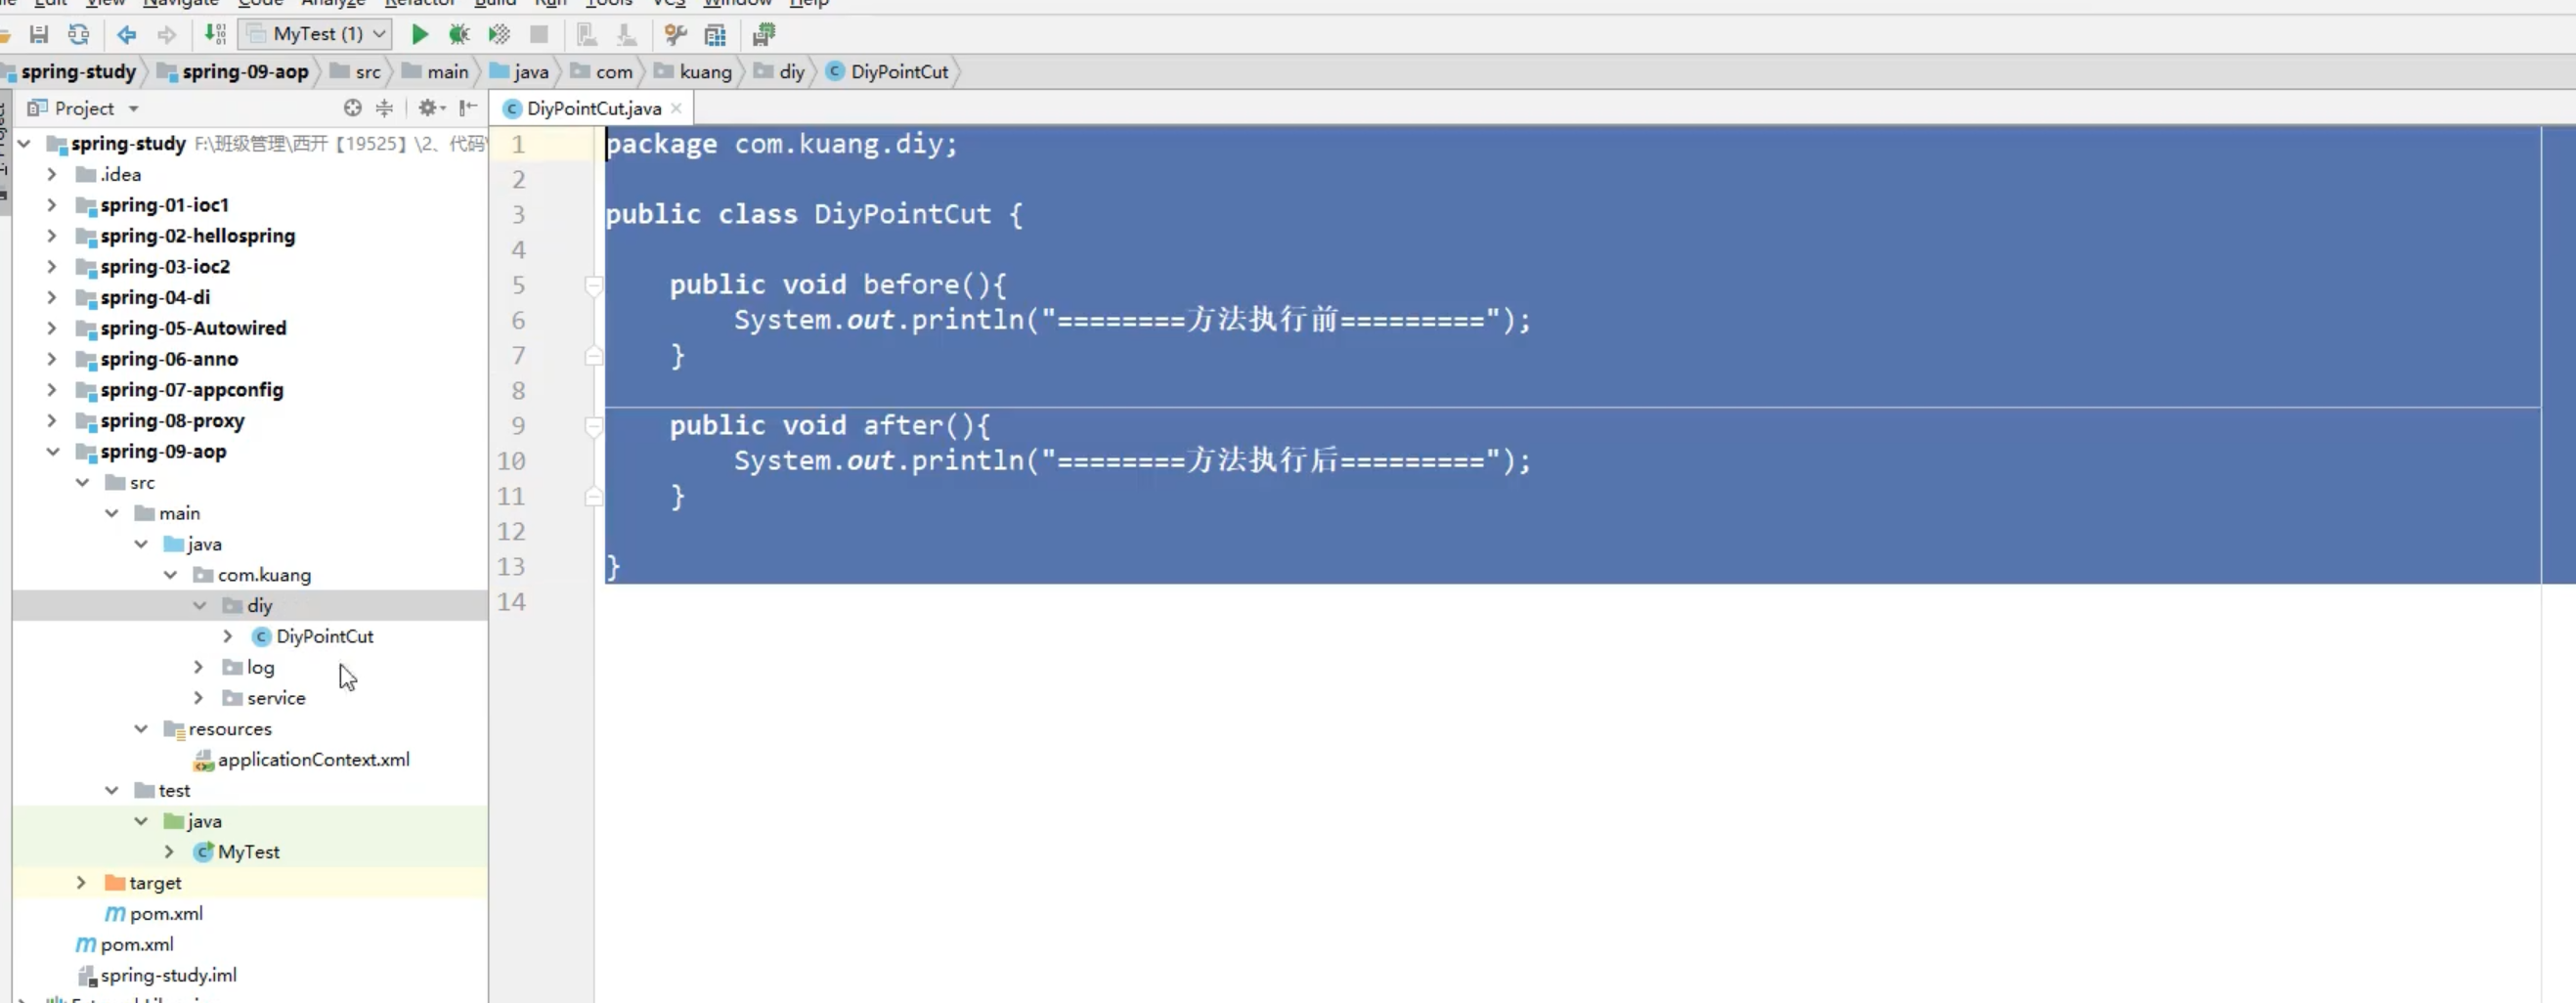 Edit View Navigate Code Analyze Refactor Build Run Tools VCS Window Help
MyTest (1)
spring-study spring-09-aop src main java com kuang diy DiyPointCut
Project
DiyPointCut.java
spring-study F:\班级管理\西开【19525】\2、代码\
.idea
spring-01-ioc1
spring-02-hellospring
spring-03-ioc2
spring-04-di
spring-05-Autowired
spring-06-anno
spring-07-appconfig
spring-08-proxy
spring-09-aop
src
main
java
com.kuang
diy
DiyPointCut
log
service
resources
applicationContext.xml
test
java
MyTest
target
pom.xml
pom.xml
spring-study.iml
1 package com.kuang.diy;
2
3 public class DiyPointCut {
4
5 public void before(){
6 System.out.println("========方法执行前=========");
7 }
8
9 public void after(){
10 System.out.println("========方法执行后=========");
11 }
12
13 }
14